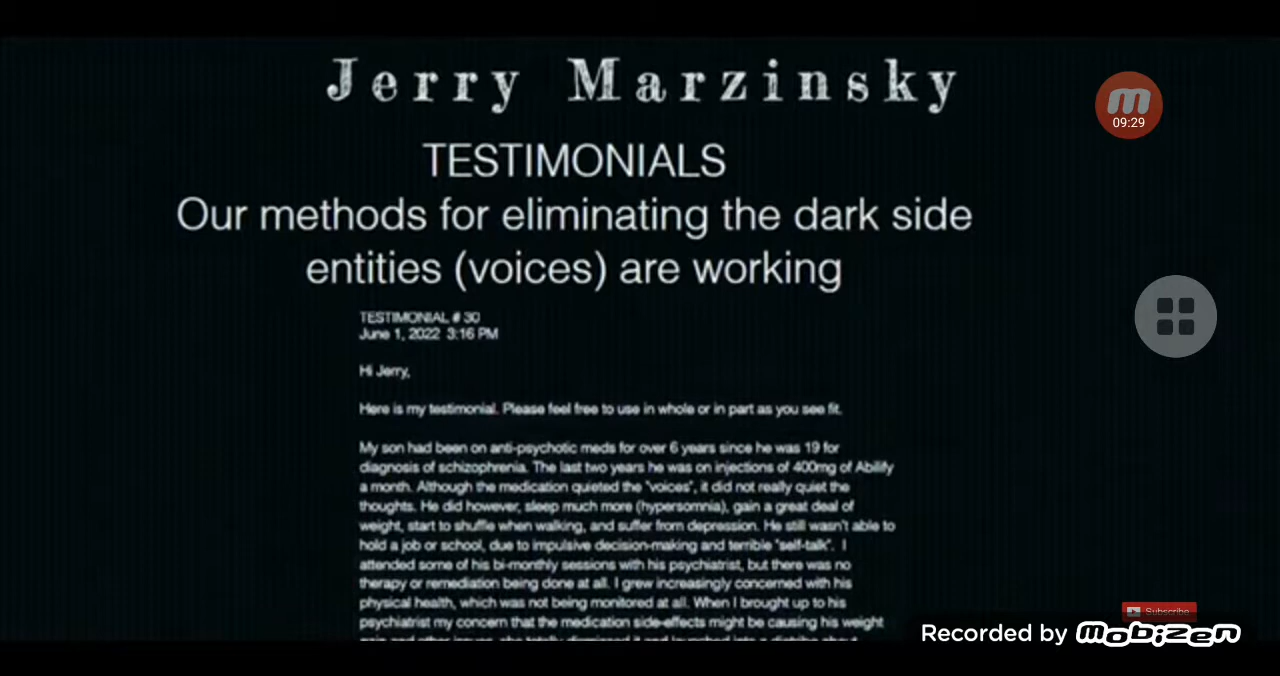 Jerry Marzinsky
09:29
TESTIMONIALS
Our methods for eliminating the dark side
entities (voices) are working
TESTIMONIAL # 30
June 1, 2022 3:16 PM
Hi Jerry,
Here is my testimonial. Please feel free to use in whole or in part as you see fit.
My son had been on anti-psychotic meds for over 6 years since he was 19 for
diagnosis of schizophrenia. The last two years he was on injections of 400mg of Abilify
a month. Although the medication quieted the "voices", it did not really quiet the
thoughts. He did however, sleep much more (hypersomnia), gain a great deal of
weight, start to shuffle when walking, and suffer from depression. He still wasn't able to
hold a job or school, due to impulsive decision-making and terrible "self-talk". I
attended some of his bi-monthly sessions with his psychiatrist, but there was no
therapy or remediation being done at all. I grew increasingly concerned with his
physical health, which was not being monitored at all. When I brought up to his
psychiatrist my concern that the medication side-effects might be causing his weight
Subscribe
Recorded by Mobizen